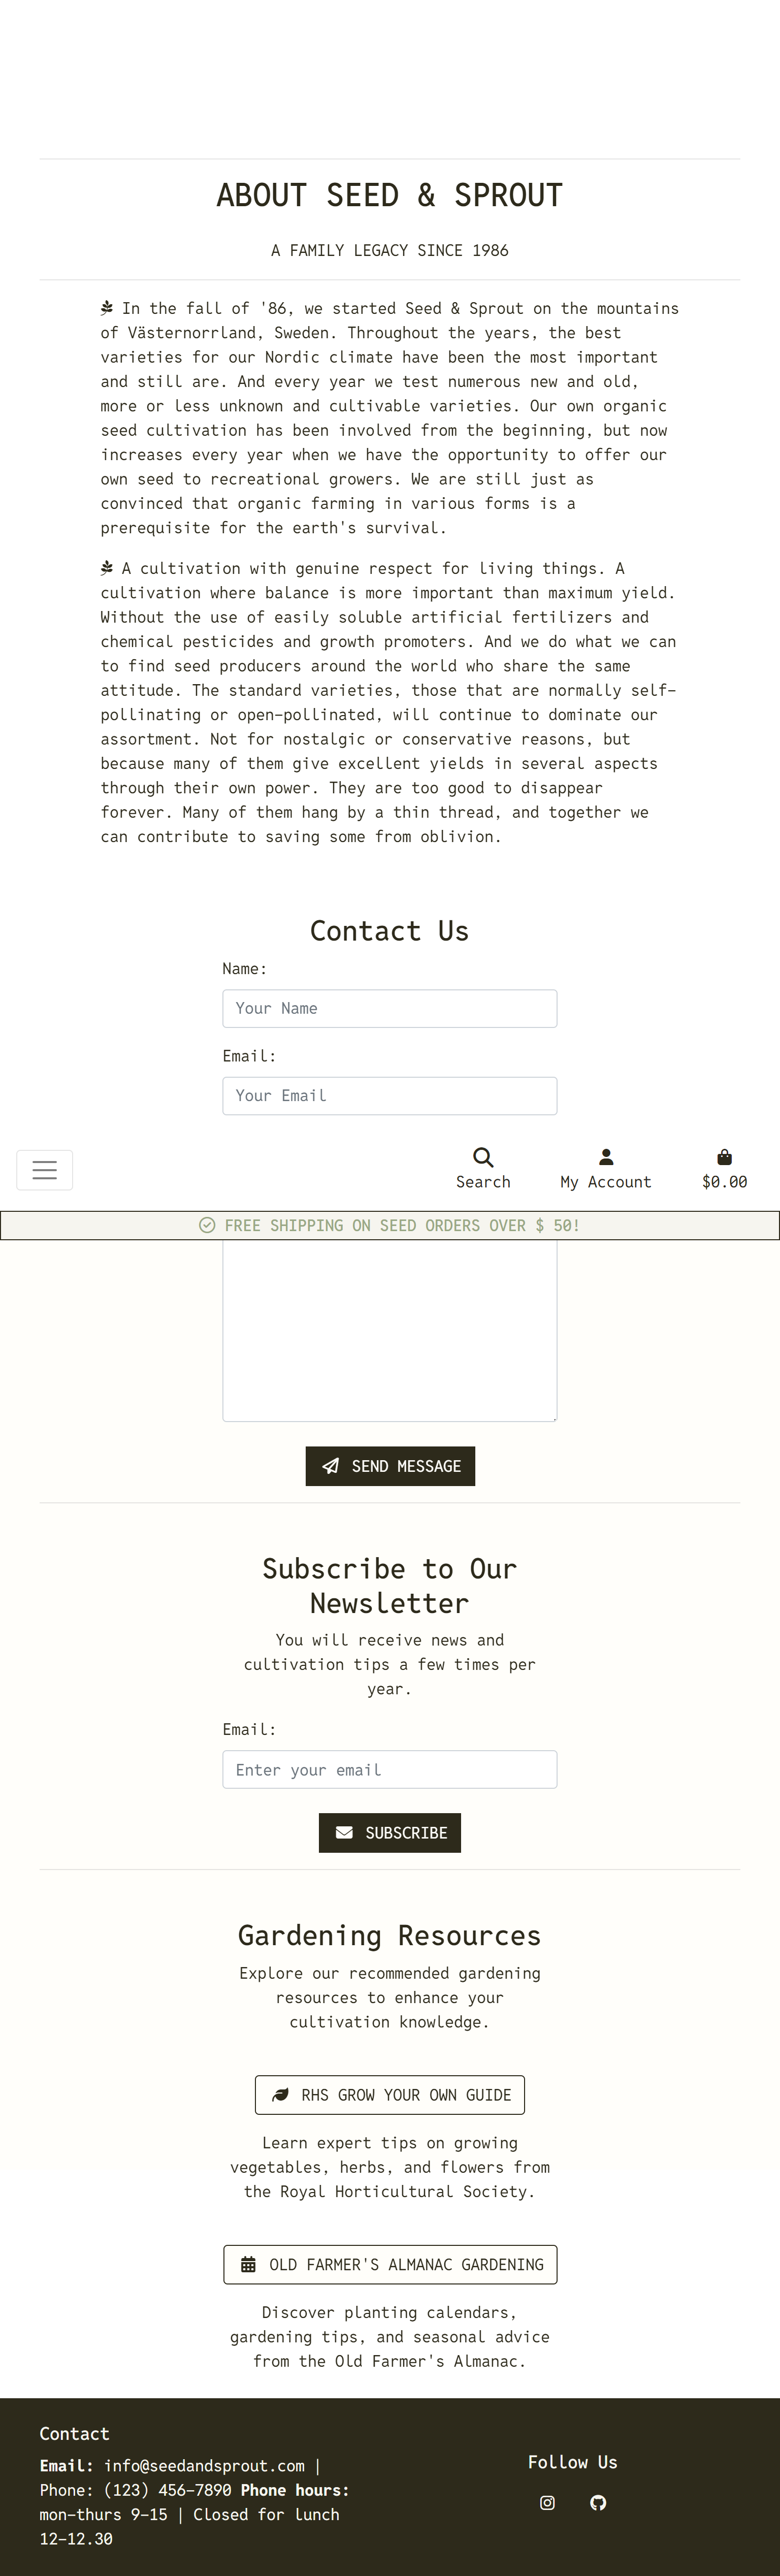 ABOUT SEED & SPROUT
A FAMILY LEGACY SINCE 1986
In the fall of '86, we started Seed & Sprout on the mountains
of Västernorrland, Sweden. Throughout the years, the best
varieties for our Nordic climate have been the most important
and still are. And every year we test numerous new and old,
more or less unknown and cultivable varieties. Our own organic
seed cultivation has been involved from the beginning, but now
increases every year when we have the opportunity to offer our
own seed to recreational growers. We are still just as
convinced that organic farming in various forms is a
prerequisite for the earth's survival.
A cultivation with genuine respect for living things. A
cultivation where balance is more important than maximum yield.
Without the use of easily soluble artificial fertilizers and
chemical pesticides and growth promoters. And we do what we can
to find seed producers around the world who share the same
attitude. The standard varieties, those that are normally self-
pollinating or open-pollinated, will continue to dominate our
assortment. Not for nostalgic or conservative reasons, but
because many of them give excellent yields in several aspects
through their own power. They are too good to disappear
forever. Many of them hang by a thin thread, and together we
can contribute to saving some from oblivion.
Contact Us
Name:
Your Name
Email:
Your Email
Search
My Account
$0.00
FREE SHIPPING ON SEED ORDERS OVER $ 50!
SEND MESSAGE
Subscribe to Our
Newsletter
You will receive news and
cultivation tips a few times per
year.
Email:
Enter your email
SUBSCRIBE
Gardening Resources
Explore our recommended gardening
resources to enhance your
cultivation knowledge.
RHS GROW YOUR OWN GUIDE
Learn expert tips on growing
vegetables, herbs, and flowers from
the Royal Horticultural Society.
OLD FARMER'S ALMANAC GARDENING
Discover planting calendars,
gardening tips, and seasonal advice
from the Old Farmer's Almanac.
Contact
Email: info@seedandsprout.com |
Phone: (123) 456-7890 Phone hours:
mon-thurs 9-15 | Closed for lunch
12-12.30
Follow Us